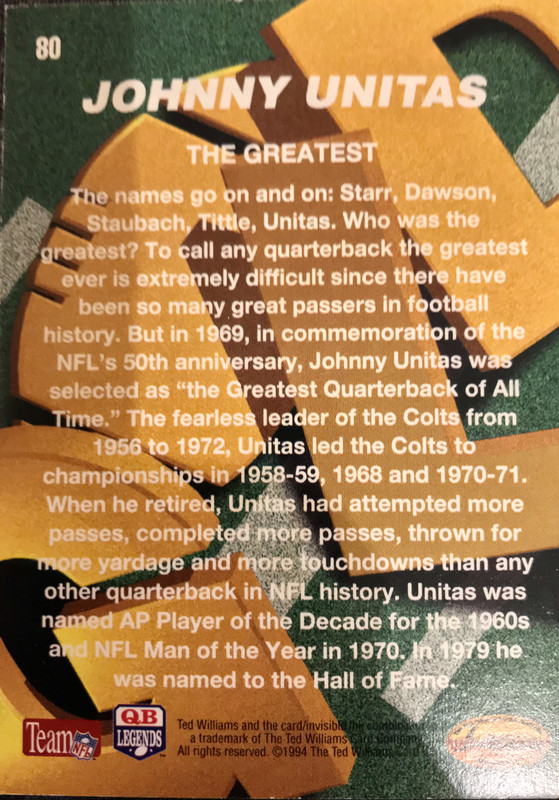 80
JOHNNY UNITAS
THE GREATEST
The names go on and on: Starr, Dawson,
Staubach, Tittle, Unitas. Who was the
greatest? To call any quarterback the greatest
ever is extremely difficult since there have
been so many great passers in football
history. But in 1969, in commemoration of the
NFL's 50th anniversary, Johnny Unitas was
selected as “the Greatest Quarterback of All
Time.” The fearless leader of the Colts from
1956 to 1972, Unitas led the Colts to
championships in 1958-59, 1968 and 1970-71.
When he retired, Unitas had attempted more
passes, completed more passes, thrown for
more yardage and more touchdowns than any
other quarterback in NFL history. Unitas was
named AP Player of the Decade for the 1960s
and NFL Man of the Year in 1970. In 1979 he
was named to the Hall of Fame.
Team NFL
QB
LEGENDS
Ted Williams and the card/invisible
a trademark of The Ted Williams Card Company.
All rights reserved. ©1994 The Ted Williams